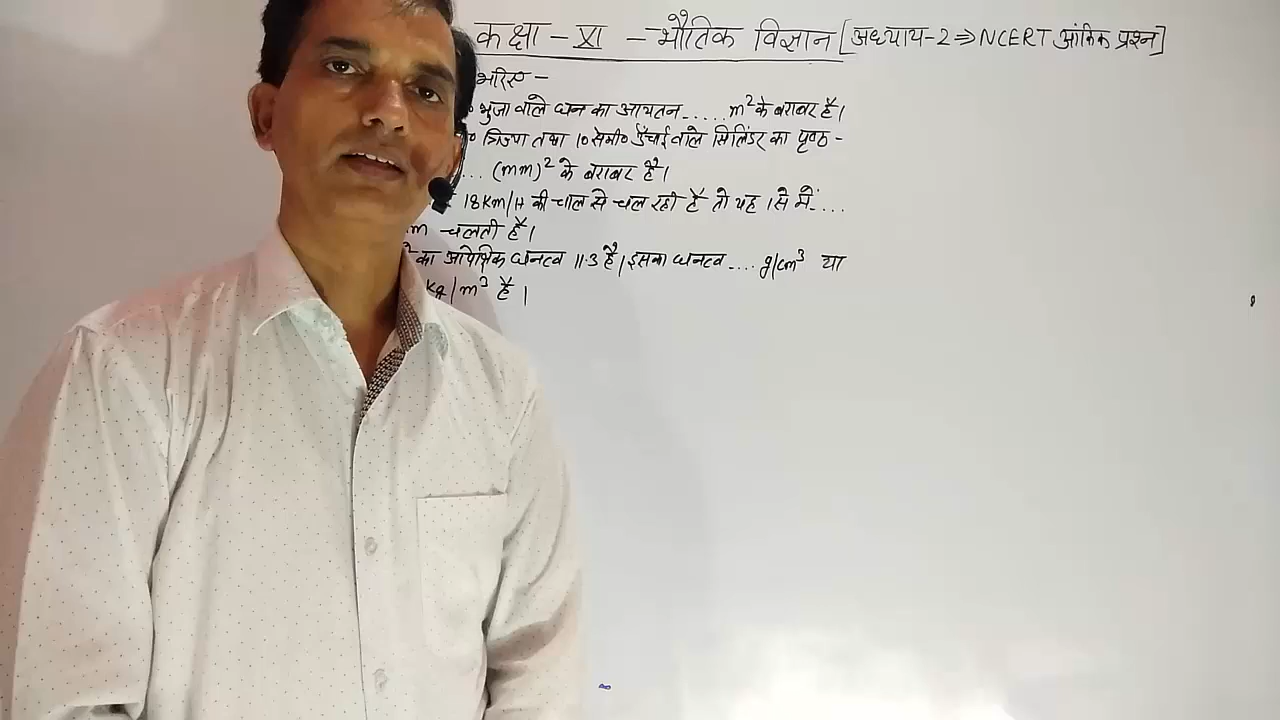 कक्षा - XI - भौतिक विज्ञान [अध्याय-2 ⇒ NCERT आंकिक प्रश्न]
भरिए -
भुजा वाले घन का आयतन ..... m² के बराबर है।
त्रिज्या तथा 10 सेमी० ऊँचाई वाले सिलिंडर का पृष्ठ -
... (mm)² के बराबर है।
18 Km/H की चाल से चल रही है तो यह 1 से में ....
m चलती है।
का आपेक्षिक घनत्व 11.3 है। इसका घनत्व .... g/cm³ या
Kg/m³ है।